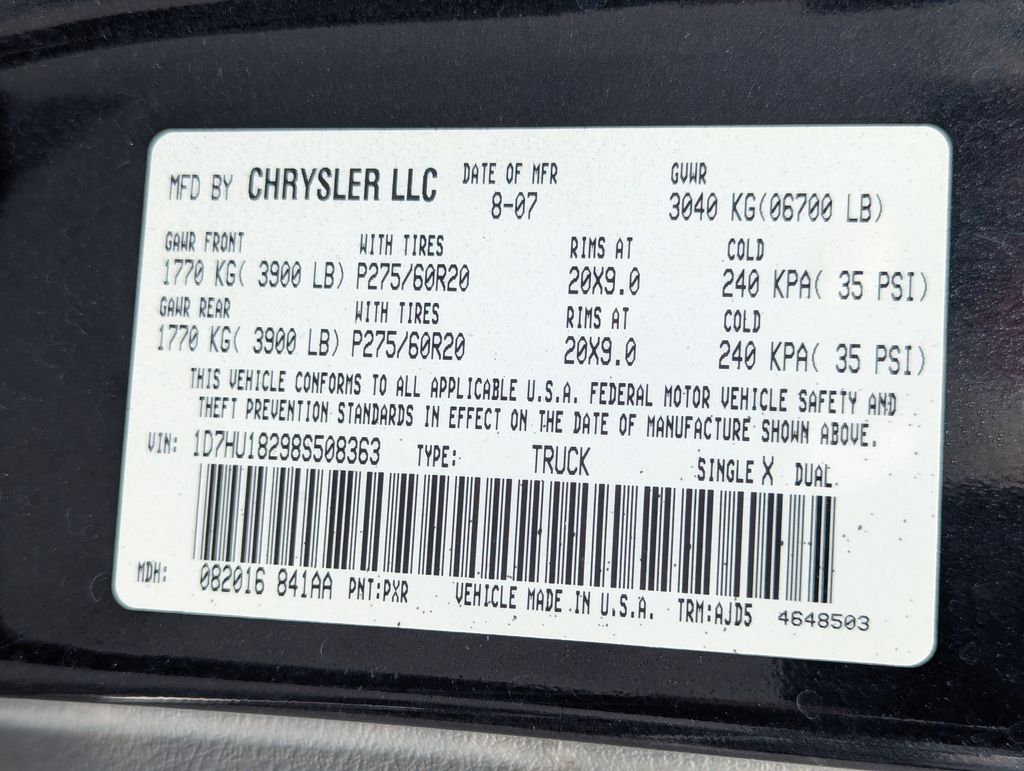 MFD BY CHRYSLER LLC DATE OF MFR GVWR
8-07 3040 KG(06700 LB)
GAWR FRONT WITH TIRES RIMS AT COLD
1770 KG( 3900 LB) P275/60R20 20X9.0 240 KPA( 35 PSI)
GAWR REAR WITH TIRES RIMS AT COLD
1770 KG( 3900 LB) P275/60R20 20X9.0 240 KPA( 35 PSI)
THIS VEHICLE CONFORMS TO ALL APPLICABLE U.S.A. FEDERAL MOTOR VEHICLE SAFETY AND
THEFT PREVENTION STANDARDS IN EFFECT ON THE DATE OF MANUFACTURE SHOWN ABOVE.
VIN: 1D7HU18298S508363 TYPE: TRUCK SINGLE X DUAL
MDH: 082016 841AA PNT:PXR VEHICLE MADE IN U.S.A. TRM:AJD5 4648503